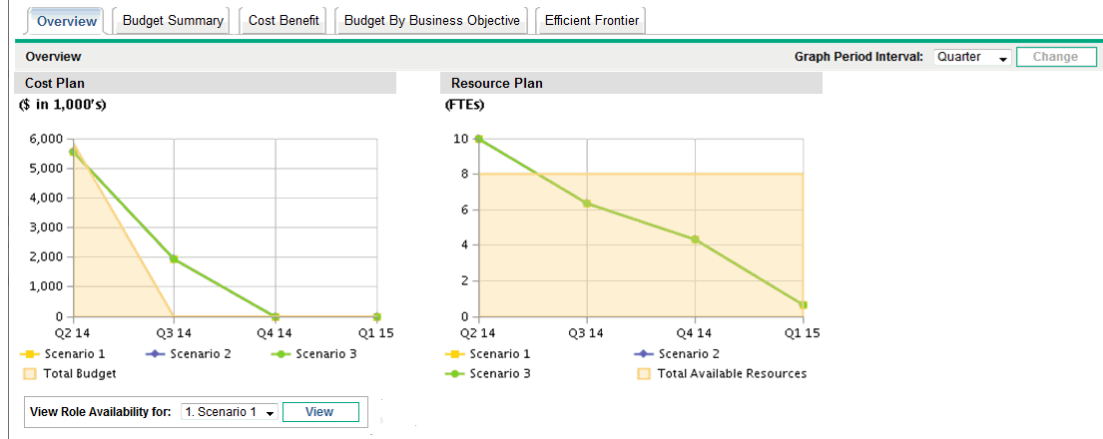 Overview Budget Summary Cost Benefit Budget By Business Objective Efficient Frontier
Overview Graph Period Interval: Quarter Change
Cost Plan
($ in 1,000's)
6,000
5,000
4,000
3,000
2,000
1,000
0
Q2 14 Q3 14 Q4 14 Q1 15
Scenario 1 Scenario 2 Scenario 3
Total Budget
Resource Plan
(FTEs)
10
8
6
4
2
0
Q2 14 Q3 14 Q4 14 Q1 15
Scenario 1 Scenario 2
Scenario 3 Total Available Resources
View Role Availability for: 1. Scenario 1 View